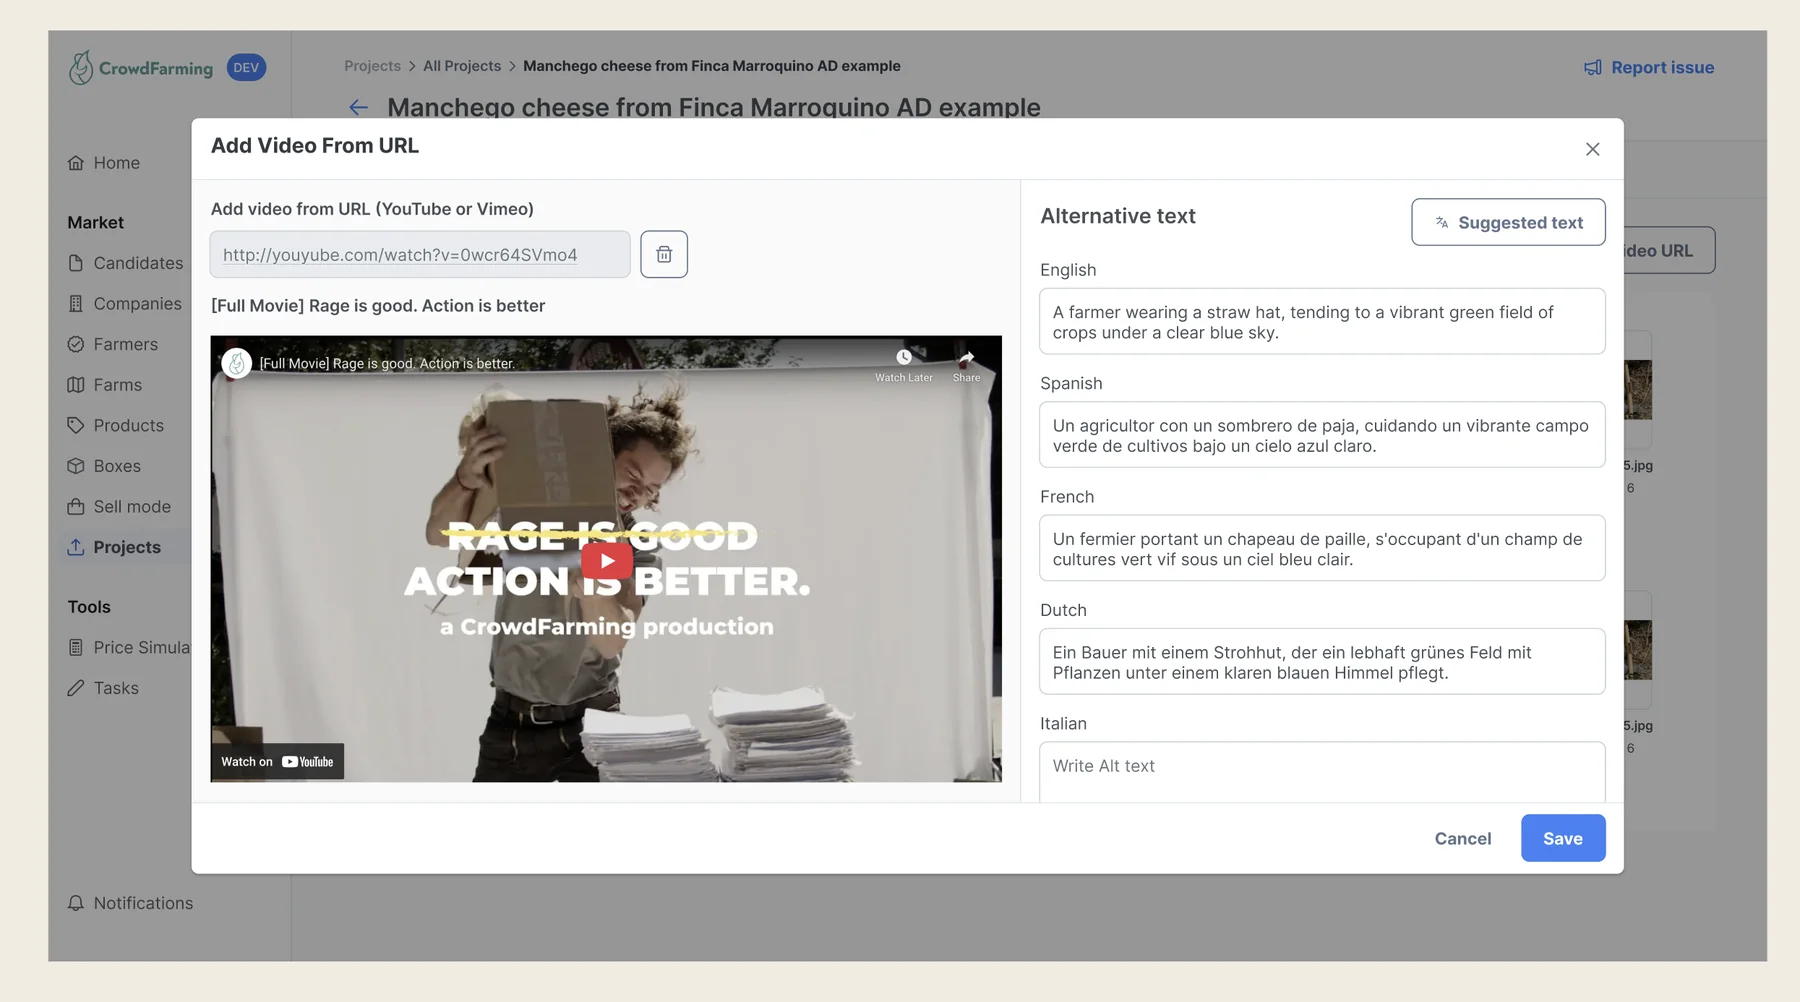 CrowdFarming DEV
Projects > All Projects > Manchego cheese from Finca Marroquino AD example
Report issue
Manchego cheese from Finca Marroquino AD example
Home
Market
Candidates
Companies
Farmers
Farms
Products
Boxes
Sell mode
Projects
Tools
Price Simula
Tasks
Notifications
Add Video From URL
Add video from URL (YouTube or Vimeo)
http://youyube.com/watch?v=0wcr64SVmo4
[Full Movie] Rage is good. Action is better
[Full Movie] Rage is good. Action is better.
Watch Later
Share
RAGE IS GOOD
ACTION IS BETTER.
a CrowdFarming production
Watch on YouTube
Alternative text
Suggested text
English
A farmer wearing a straw hat, tending to a vibrant green field of
crops under a clear blue sky.
Spanish
Un agricultor con un sombrero de paja, cuidando un vibrante campo
verde de cultivos bajo un cielo azul claro.
French
Un fermier portant un chapeau de paille, s'occupant d'un champ de
cultures vert vif sous un ciel bleu clair.
Dutch
Ein Bauer mit einem Strohhut, der ein lebhaft grünes Feld mit
Pflanzen unter einem klaren blauen Himmel pflegt.
Italian
Write Alt text
Cancel
Save
ideo URL
5.jpg
6
5.jpg
6